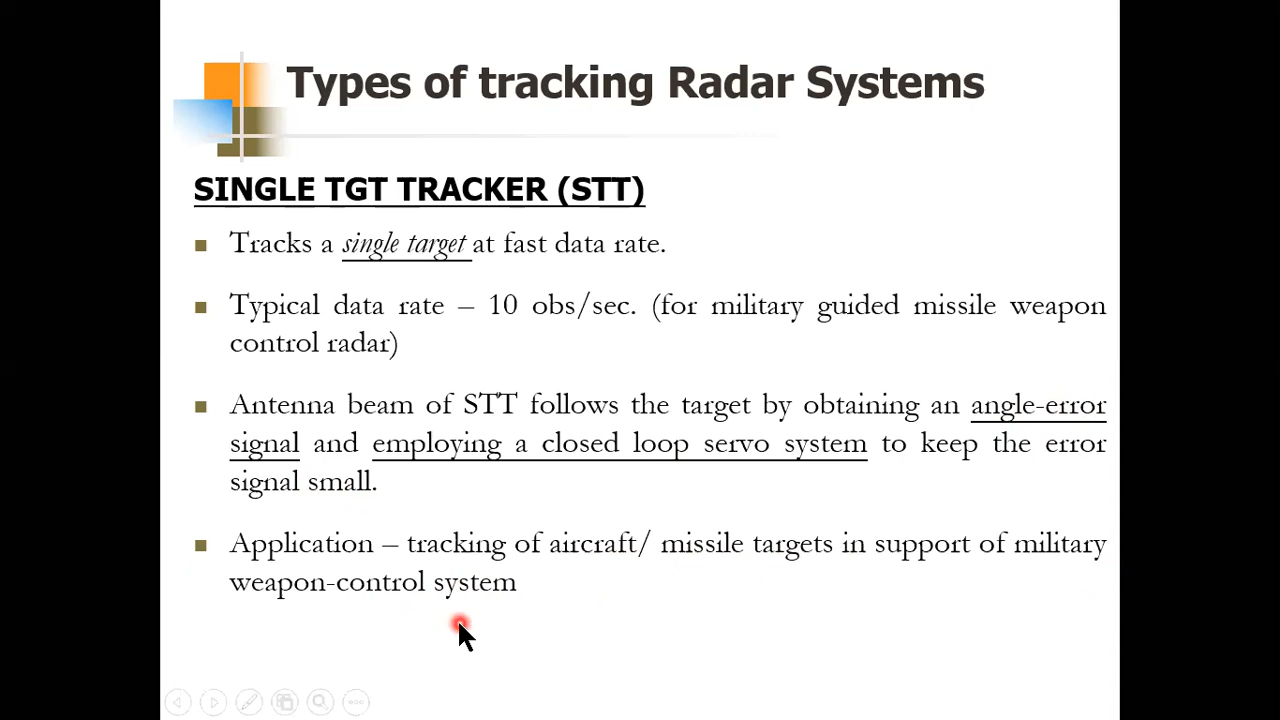 Types of tracking Radar Systems
SINGLE TGT TRACKER (STT)
Tracks a single target at fast data rate.
Typical data rate – 10 obs/sec. (for military guided missile weapon
control radar)
Antenna beam of STT follows the target by obtaining an angle-error
signal and employing a closed loop servo system to keep the error
signal small.
Application – tracking of aircraft/ missile targets in support of military
weapon-control system